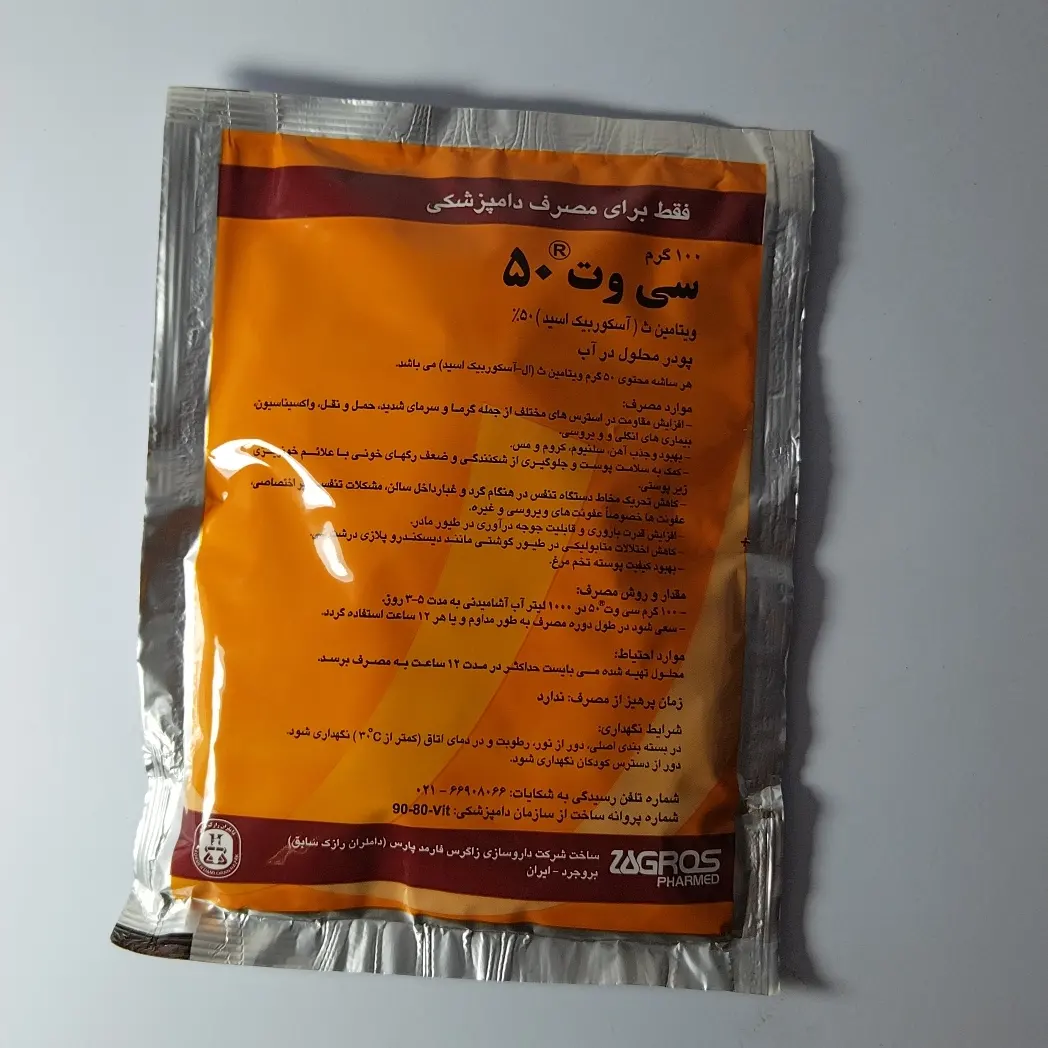 فقط برای مصرف دامپزشکی
۱۰۰ گرم
سی وت ®۵۰
ویتامین ث (آسکوربیک اسید) ۵۰٪
پودر محلول در آب
هر ساشه محتوی ۵۰ گرم ویتامین ث (ال-آسکوربیک اسید) می باشد.
موارد مصرف:
- افزایش مقاومت در استرس های مختلف از جمله گرما و سرمای شدید، حمل و نقل، واکسیناسیون،
بیماری های انگلی و ویروسی.
- بهبود وجذب آهن، سلنیوم، کروم و مس.
- کمک به سلامت پوست و جلوگیری از شکنندگی و ضعف رگهای خونی با علائم خونریزی
زیر پوستی.
- کاهش تحریک مخاط دستگاه تنفس در هنگام گرد و غبارداخل سالن، مشکلات تنفسی اختصاصی،
عفونت ها خصوصاً عفونت های ویروسی و غیره.
- افزایش قدرت باروری و قابلیت جوجه درآوری در طیور مادر.
- کاهش اختلالات متابولیکی در طیور گوشتی مانند دیسکندرو پلازی
- بهبود کیفیت پوسته تخم مرغ.
مقدار و روش مصرف:
- ۱۰۰ گرم سی وت®۵۰ در ۱۰۰۰ لیتر آب آشامیدنی به مدت ۵-۳ روز.
- سعی شود در طول دوره مصرف به طور مداوم و یا هر ۱۲ ساعت استفاده گردد.
موارد احتیاط:
محلول تهیه شده می بایست حداکثر در مدت ۱۲ ساعت به مصرف برسد.
زمان پرهیز از مصرف: ندارد
شرایط نگهداری:
در بسته بندی اصلی، دور از نور، رطوبت و در دمای اتاق (کمتر از ۳۰°C) نگهداری شود.
دور از دسترس کودکان نگهداری شود.
شماره تلفن رسیدگی به شکایات: ۶۶۹۰۸۰۶۶ - ۰۲۱
شماره پروانه ساخت از سازمان دامپزشکی: 90-80-Vit
ساخت شرکت داروسازی زاگرس فارمد پارس (داملران رازک سابق)
بروجرد - ایران
ZAGROS
PHARMED